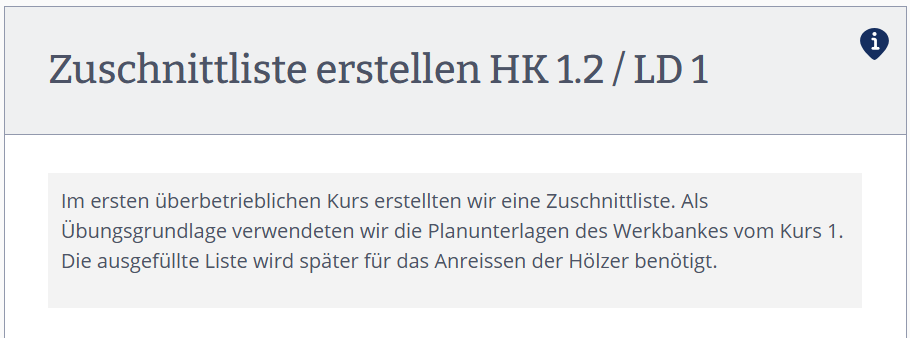 Zuschnittliste erstellen HK 1.2 / LD 1
Im ersten überbetrieblichen Kurs erstellten wir eine Zuschnittliste. Als
Übungsgrundlage verwendeten wir die Planunterlagen des Werkbankes vom Kurs 1.
Die ausgefüllte Liste wird später für das Anreissen der Hölzer benötigt.